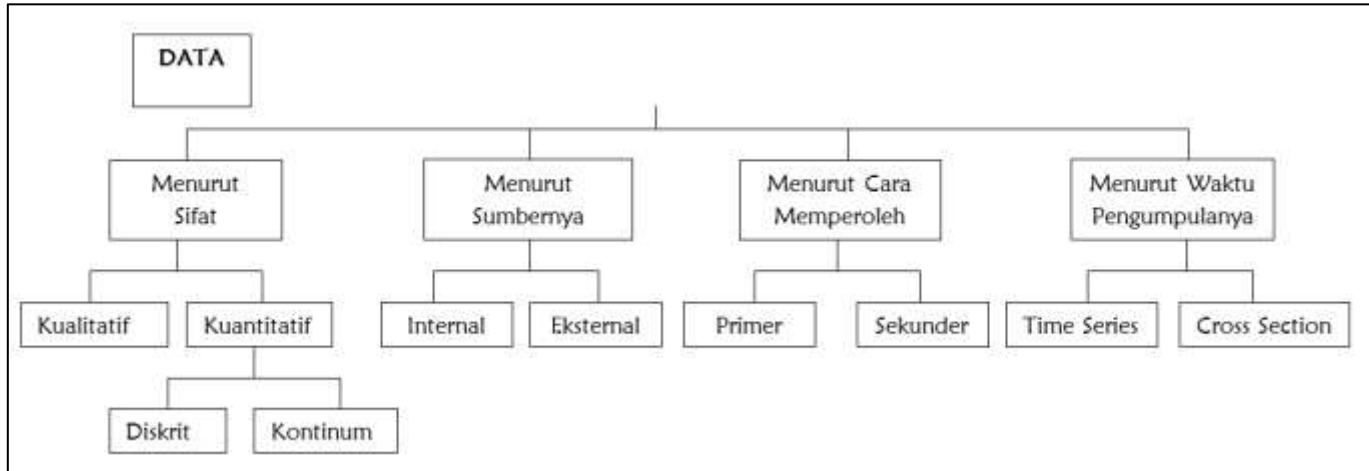 DATA
Menurut
Sifat
Menurut
Sumbernya
Menurut Cara
Memperoleh
Menurut Waktu
Pengumpulanya
Kualitatif
Kuantitatif
Internal
Eksternal
Primer
Sekunder
Time Series
Cross Section
Diskrit
Kontinum